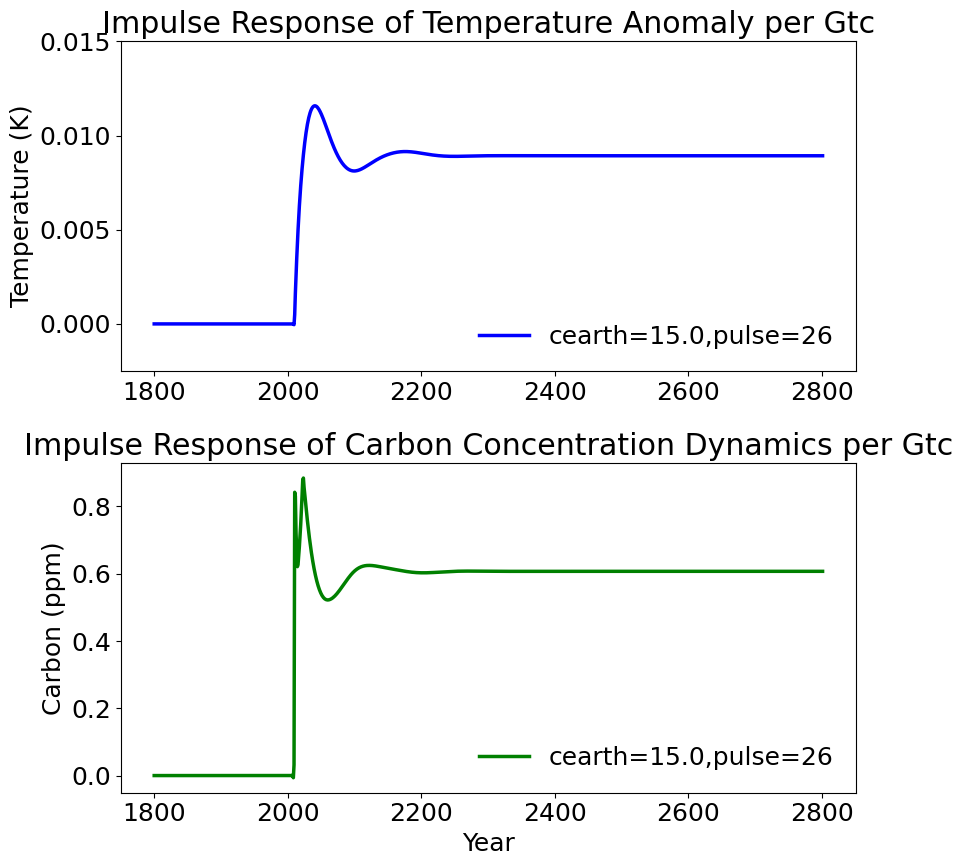 Impulse Response of Temperature Anomaly per Gtc
0.015
0.010
0.005
0.000
Temperature (K)
cearth=15.0,pulse=26
1800 2000 2200 2400 2600 2800
Impulse Response of Carbon Concentration Dynamics per Gtc
0.8
0.6
0.4
0.2
0.0
Carbon (ppm)
cearth=15.0,pulse=26
1800 2000 2200 2400 2600 2800
Year